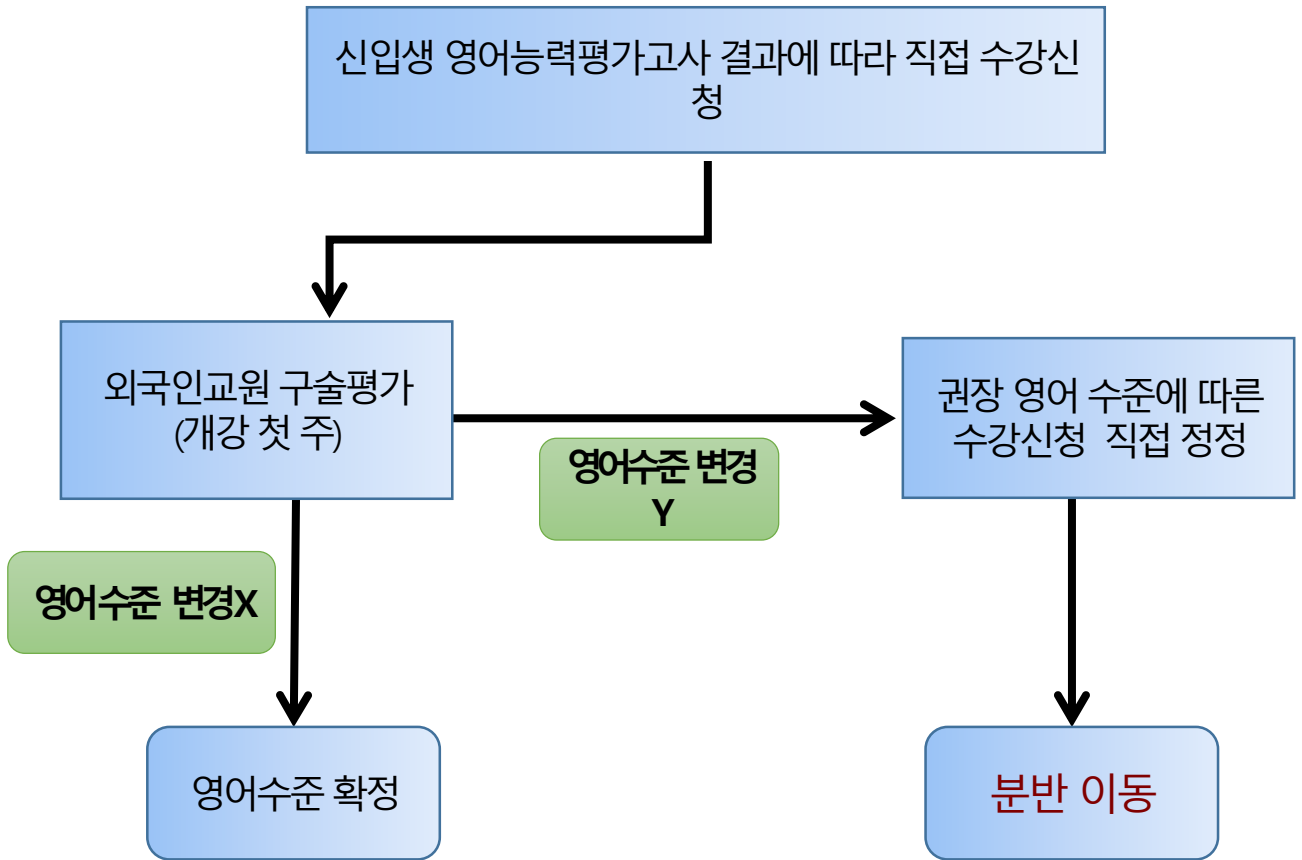 신입생 영어능력평가고사 결과에 따라 직접 수강신
청
외국인교원 구술평가
(개강 첫 주)
권장 영어 수준에 따른
수강신청 직접 정정
영어수준 변경
Y
영어수준 변경X
영어수준 확정
분반 이동